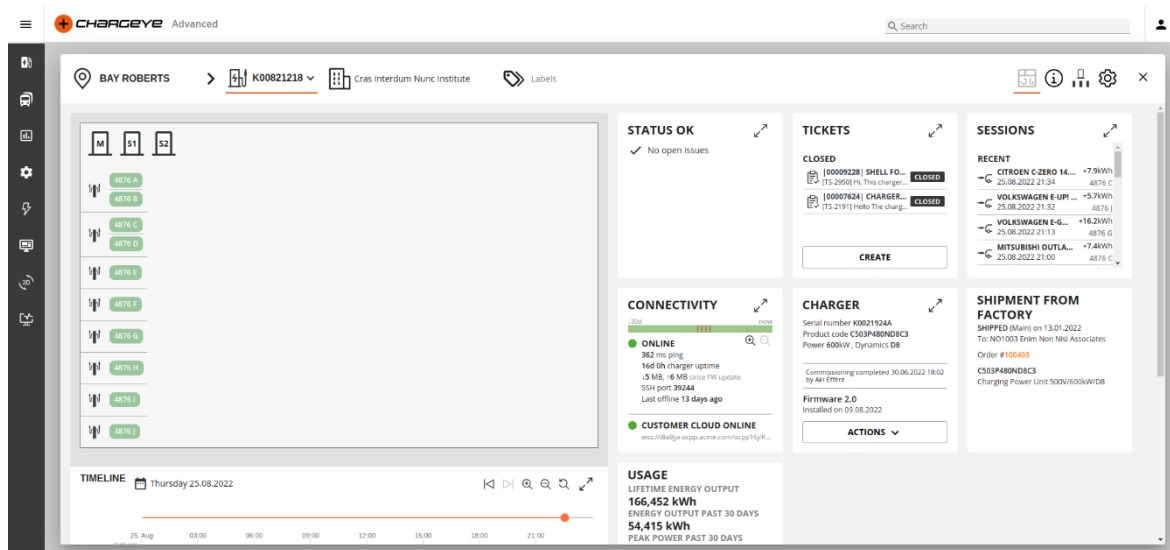 CHARGEYE Advanced
Search
BAY ROBERTS
K00821218
Cras Interdum Nunc Institute
Labels
M S1 S2
4876 A
4876 B
4876 C
4876 D
4876 E
4876 F
4876 G
4876 H
4876 I
4876 J
3D
STATUS OK
No open issues
TICKETS
CLOSED
|00009228| SHELL FO... CLOSED
[TS-2950] Hi, This charger...
|00007624| CHARGER... CLOSED
[TS-2191] Hello The charg...
CREATE
SESSIONS
RECENT
CITROEN C-ZERO 14.... +7.9kWh
25.08.2022 21:34 4876 C
VOLKSWAGEN E-UP! ... +5.7kWh
25.08.2022 21:32 4876 J
VOLKSWAGEN E-G... +16.2kWh
25.08.2022 21:13 4876 G
MITSUBISHI OUTLA... +7.4kWh
25.08.2022 21:00 4876 C
CONNECTIVITY
-30d now
ONLINE
362 ms ping
16d 0h charger uptime
↓5 MB, ↑6 MB since FW update
SSH port 39244
Last offline 13 days ago
CUSTOMER CLOUD ONLINE
CHARGER
Serial number K0021924A
Product code C503P480ND8C3
Power 600kW , Dynamics D8
Commissioning completed 30.06.2022 18:02
by Aki Effere
Firmware 2.0
Installed on 09.08.2022
ACTIONS
SHIPMENT FROM
FACTORY
SHIPPED (Main) on 13.01.2022
To: NO1003 Enim Non Nisi Associates
Order #100403
C503P480ND8C3
Charging Power Unit 500V/600kW/D8
TIMELINE Thursday 25.08.2022
25. Aug 03:00 06:00 09:00 12:00 15:00 18:00 21:00
USAGE
LIFETIME ENERGY OUTPUT
166,452 kWh
ENERGY OUTPUT PAST 30 DAYS
54,415 kWh
PEAK POWER PAST 30 DAYS